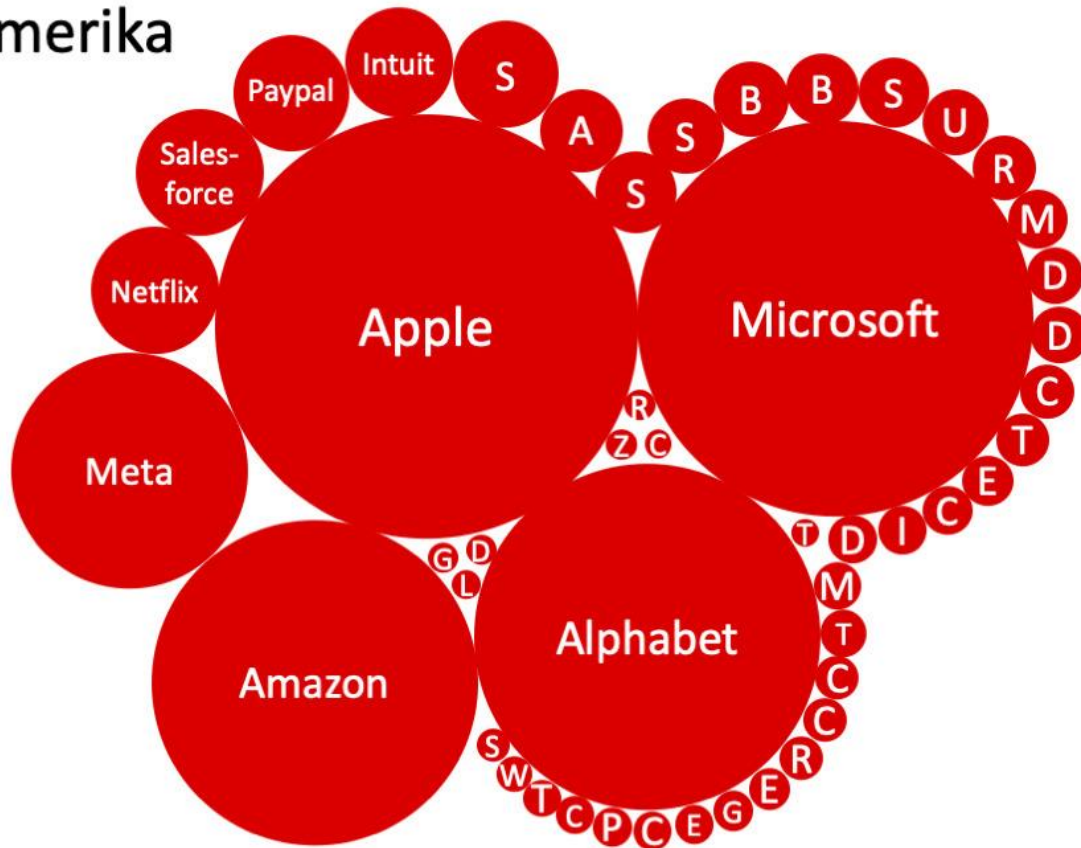 merika
Intuit
Paypal
Sales-
force
Netflix
Meta
Apple
Microsoft
Amazon
Alphabet
S
A
S
S
B
B
S
U
R
M
D
D
C
T
E
C
I
D
T
M
T
C
C
R
E
G
E
C
P
C
T
W
S
R
Z
C
G
D
L